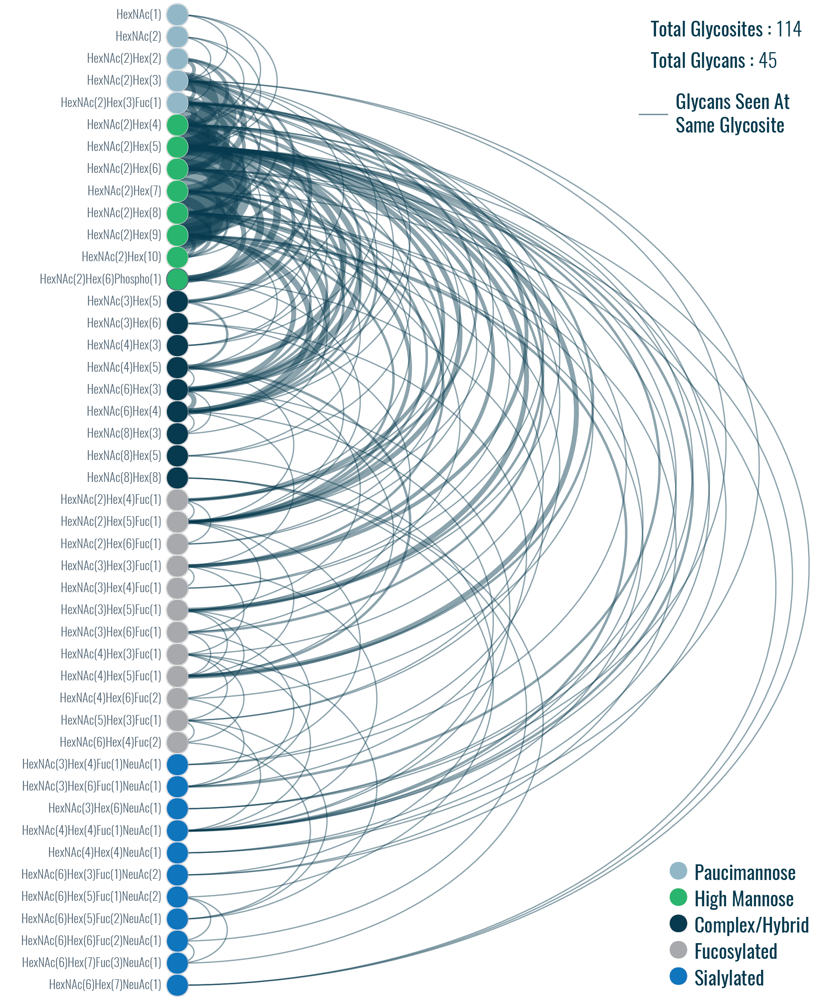 HexNAc(1)
HexNAc(2)
HexNAc(2)Hex(2)
HexNAc(2)Hex(3)
HexNAc(2)Hex(3)Fuc(1)
HexNAc(2)Hex(4)
HexNAc(2)Hex(5)
HexNAc(2)Hex(6)
HexNAc(2)Hex(7)
HexNAc(2)Hex(8)
HexNAc(2)Hex(9)
HexNAc(2)Hex(10)
HexNAc(2)Hex(6)Phospho(1)
HexNAc(3)Hex(5)
HexNAc(3)Hex(6)
HexNAc(4)Hex(3)
HexNAc(4)Hex(5)
HexNAc(6)Hex(3)
HexNAc(6)Hex(4)
HexNAc(8)Hex(3)
HexNAc(8)Hex(5)
HexNAc(8)Hex(8)
HexNAc(2)Hex(4)Fuc(1)
HexNAc(2)Hex(5)Fuc(1)
HexNAc(2)Hex(6)Fuc(1)
HexNAc(3)Hex(3)Fuc(1)
HexNAc(3)Hex(4)Fuc(1)
HexNAc(3)Hex(5)Fuc(1)
HexNAc(3)Hex(6)Fuc(1)
HexNAc(4)Hex(3)Fuc(1)
HexNAc(4)Hex(5)Fuc(1)
HexNAc(4)Hex(6)Fuc(2)
HexNAc(5)Hex(3)Fuc(1)
HexNAc(6)Hex(4)Fuc(2)
HexNAc(3)Hex(4)Fuc(1)NeuAc(1)
HexNAc(3)Hex(6)Fuc(1)NeuAc(1)
HexNAc(3)Hex(6)NeuAc(1)
HexNAc(4)Hex(4)Fuc(1)NeuAc(1)
HexNAc(4)Hex(4)NeuAc(1)
HexNAc(6)Hex(3)Fuc(1)NeuAc(2)
HexNAc(6)Hex(5)Fuc(1)NeuAc(2)
HexNAc(6)Hex(5)Fuc(2)NeuAc(1)
HexNAc(6)Hex(6)Fuc(2)NeuAc(1)
HexNAc(6)Hex(7)Fuc(3)NeuAc(1)
HexNAc(6)Hex(7)NeuAc(1)
Total Glycosites : 114
Total Glycans : 45
Glycans Seen At
Same Glycosite
Paucimannose
High Mannose
Complex/Hybrid
Fucosylated
Sialylated